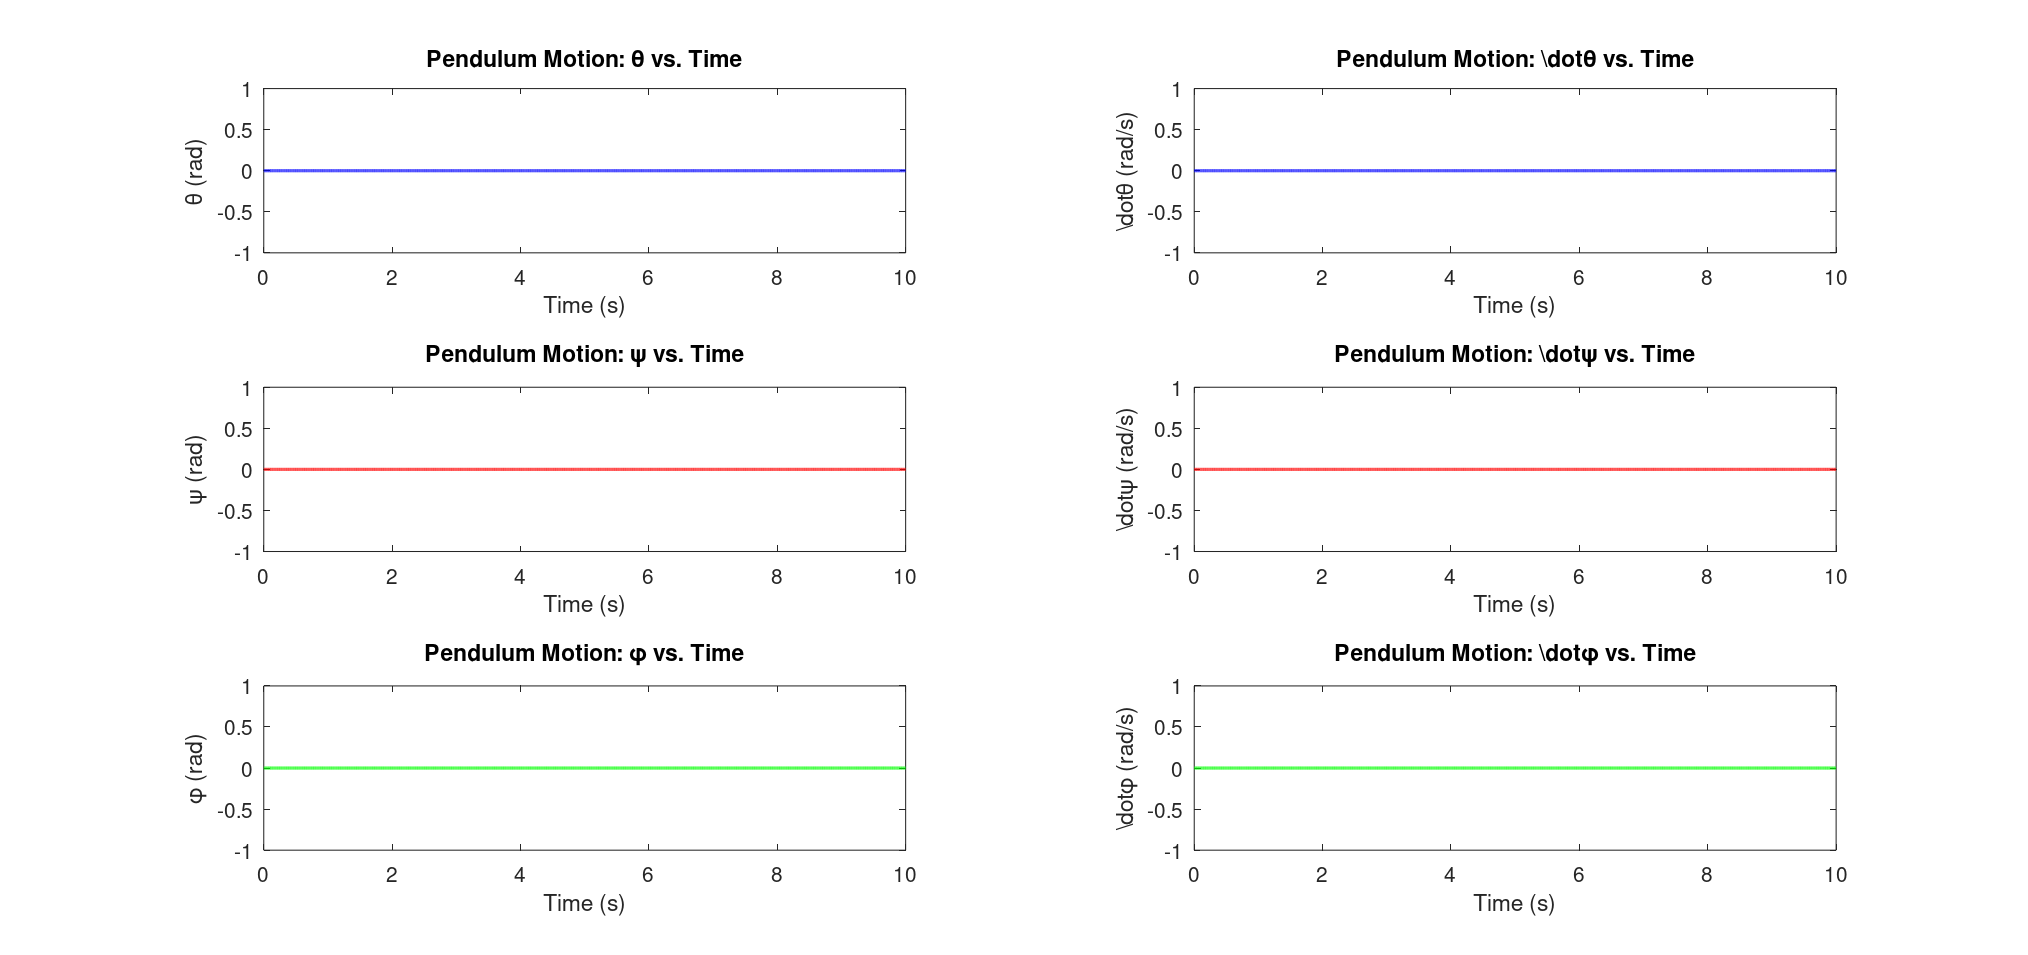 Pendulum Motion: θ vs. Time
1
0.5
0
-0.5
-1
θ (rad)
0 2 4 6 8 10
Time (s)
Pendulum Motion: \dotθ vs. Time
1
0.5
0
-0.5
-1
\dotθ (rad/s)
0 2 4 6 8 10
Time (s)
Pendulum Motion: ψ vs. Time
1
0.5
0
-0.5
-1
ψ (rad)
0 2 4 6 8 10
Time (s)
Pendulum Motion: \dotψ vs. Time
1
0.5
0
-0.5
-1
\dotψ (rad/s)
0 2 4 6 8 10
Time (s)
Pendulum Motion: φ vs. Time
1
0.5
0
-0.5
-1
φ (rad)
0 2 4 6 8 10
Time (s)
Pendulum Motion: \dotφ vs. Time
1
0.5
0
-0.5
-1
\dotφ (rad/s)
0 2 4 6 8 10
Time (s)